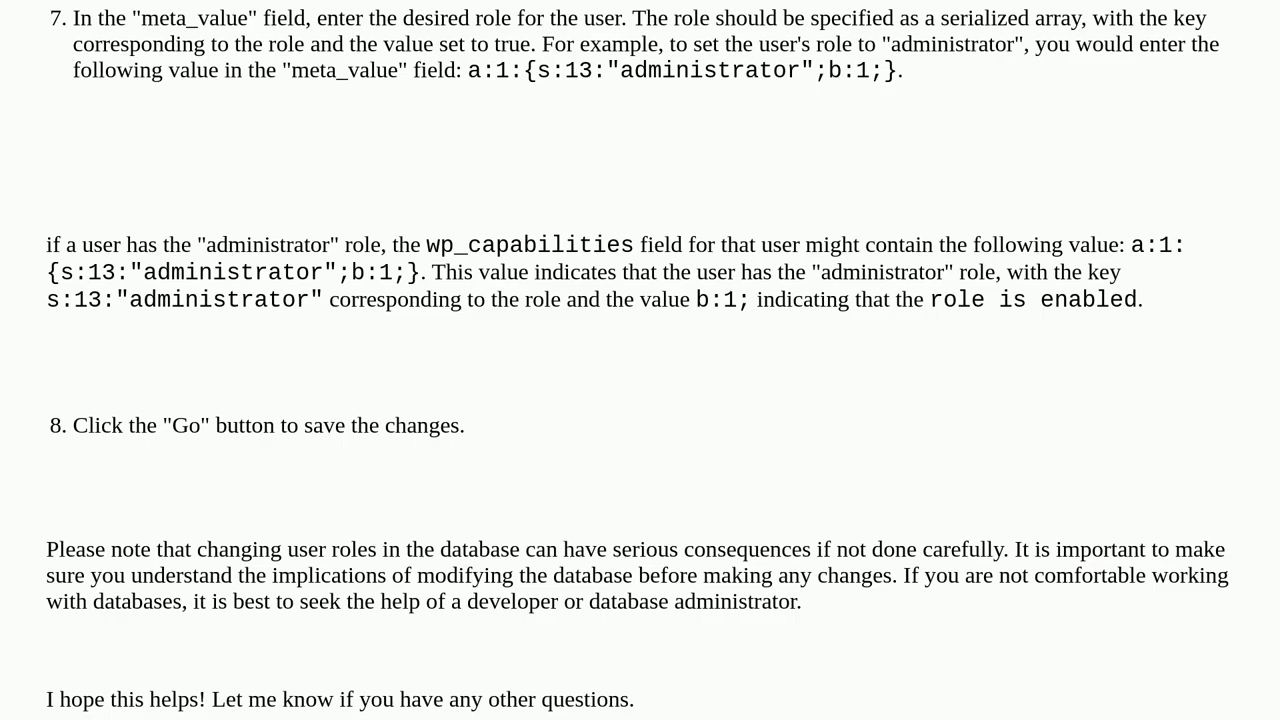 7. In the "meta_value" field, enter the desired role for the user. The role should be specified as a serialized array, with the key
corresponding to the role and the value set to true. For example, to set the user's role to "administrator", you would enter the
following value in the "meta_value" field: a:1:{s:13:"administrator";b:1;}.
if a user has the "administrator" role, the wp_capabilities field for that user might contain the following value: a:1:
{s:13:"administrator";b:1;}. This value indicates that the user has the "administrator" role, with the key
s:13:"administrator" corresponding to the role and the value b:1; indicating that the role is enabled.
8. Click the "Go" button to save the changes.
Please note that changing user roles in the database can have serious consequences if not done carefully. It is important to make
sure you understand the implications of modifying the database before making any changes. If you are not comfortable working
with databases, it is best to seek the help of a developer or database administrator.
I hope this helps! Let me know if you have any other questions.